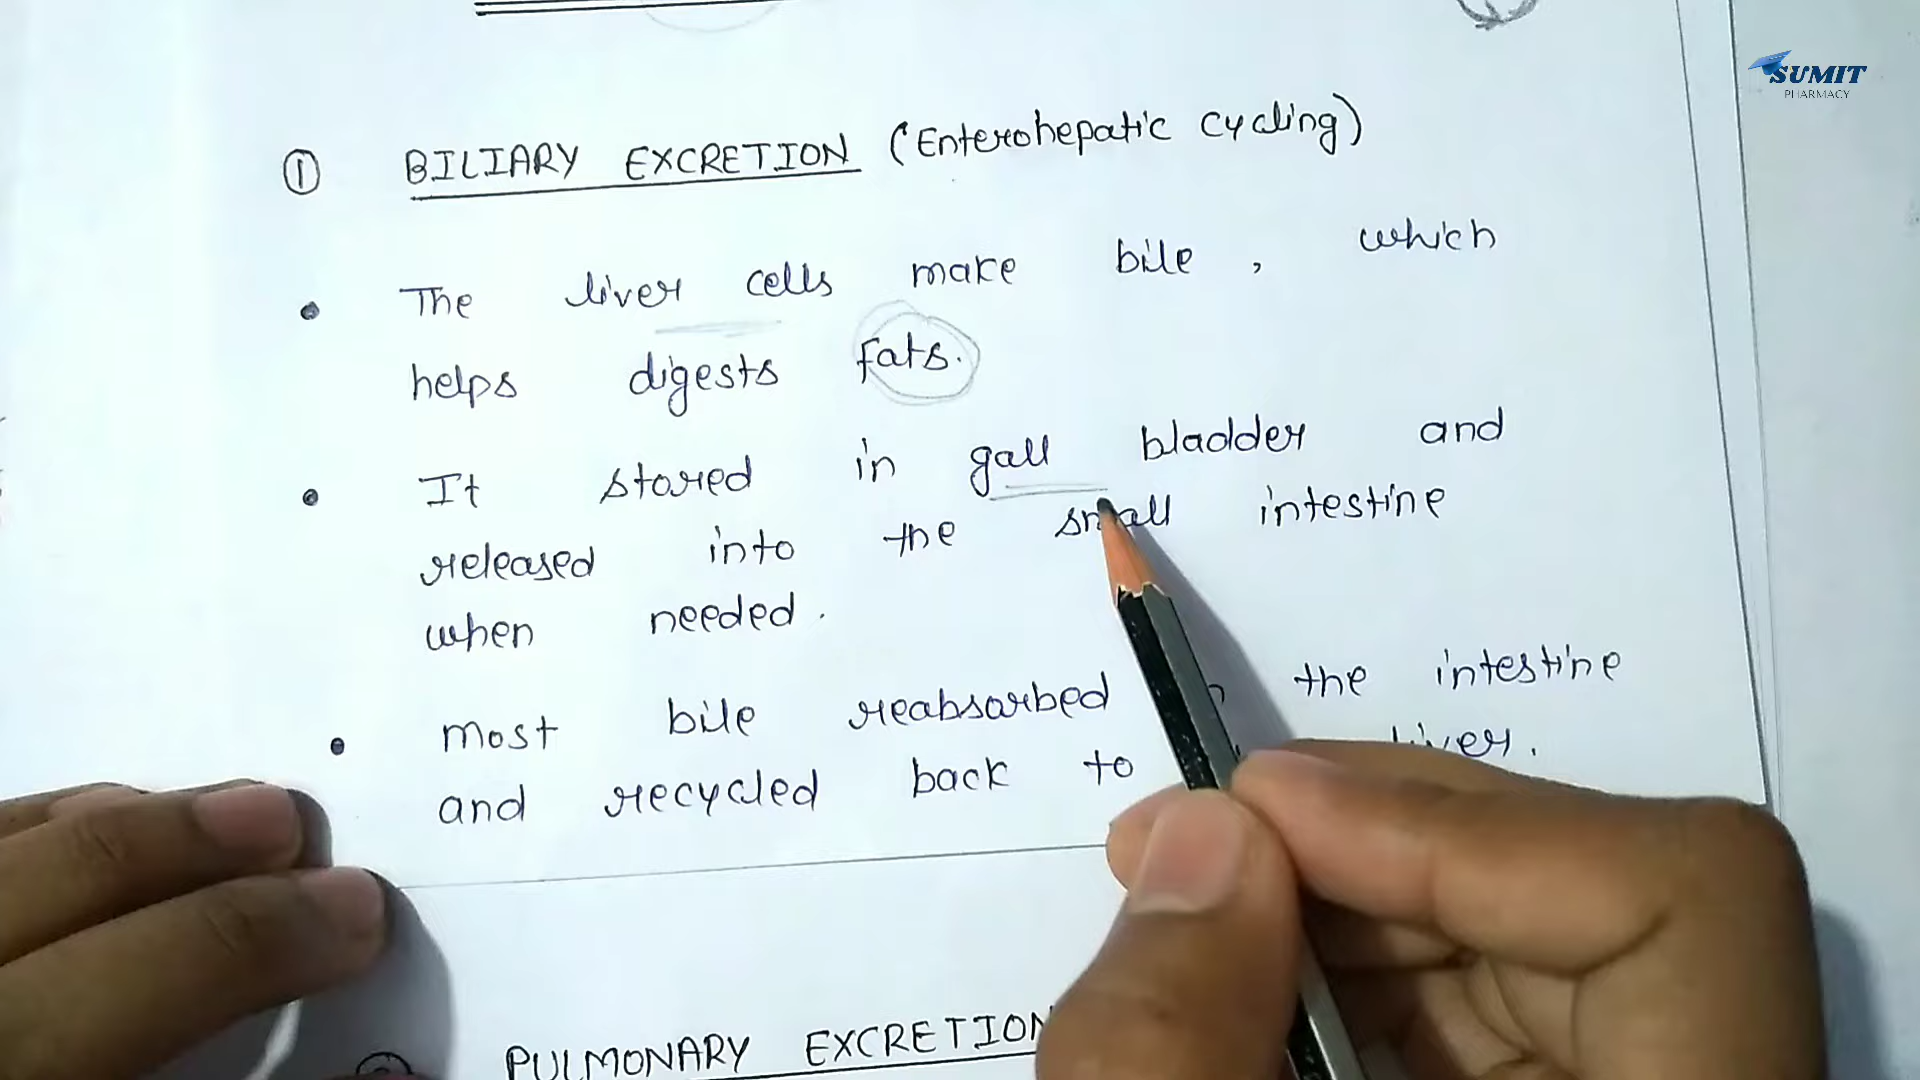 SUMIT
PHARMACY
① BILIARY EXCRETION (Enterohepatic cycling)
• The liver cells make bile, which
helps digests fats.
• It stored in gall bladder and
released into the small intestine
when needed.
• most bile reabsorbed the intestine
and recycled back to liver.
PULMONARY EXCRETION